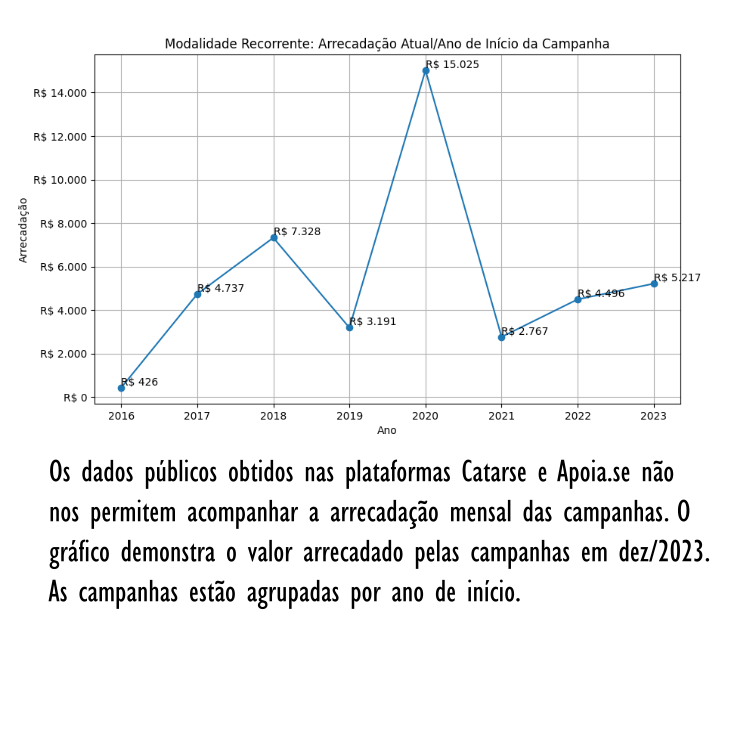 Modalidade Recorrente: Arrecadação Atual/Ano de Início da Campanha
R$ 15.025
R$ 14.000
R$ 12.000
R$ 10.000
R$ 8.000
R$ 7.328
R$ 6.000
R$ 5.217
R$ 4.737
R$ 4.496
R$ 4.000
R$ 3.191
R$ 2.767
R$ 2.000
R$ 426
R$ 0
Arrecadação
2016 2017 2018 2019 2020 2021 2022 2023
Ano
Os dados públicos obtidos nas plataformas Catarse e Apoia.se não
nos permitem acompanhar a arrecadação mensal das campanhas. O
gráfico demonstra o valor arrecadado pelas campanhas em dez/2023.
As campanhas estão agrupadas por ano de início.